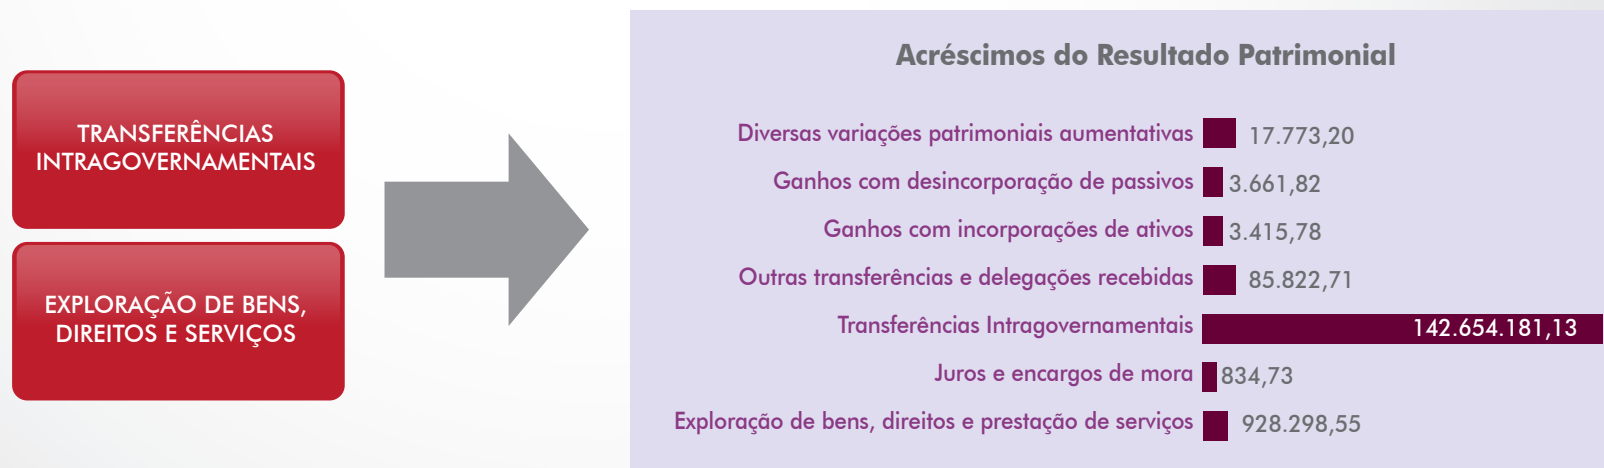 TRANSFERÊNCIAS
INTRAGOVERNAMENTAIS
EXPLORAÇÃO DE BENS,
DIREITOS E SERVIÇOS
Acréscimos do Resultado Patrimonial
Diversas variações patrimoniais aumentativas 17.773,20
Ganhos com desincorporação de passivos 3.661,82
Ganhos com incorporações de ativos 3.415,78
Outras transferências e delegações recebidas 85.822,71
Transferências Intragovernamentais 142.654.181,13
Juros e encargos de mora 834,73
Exploração de bens, direitos e prestação de serviços 928.298,55